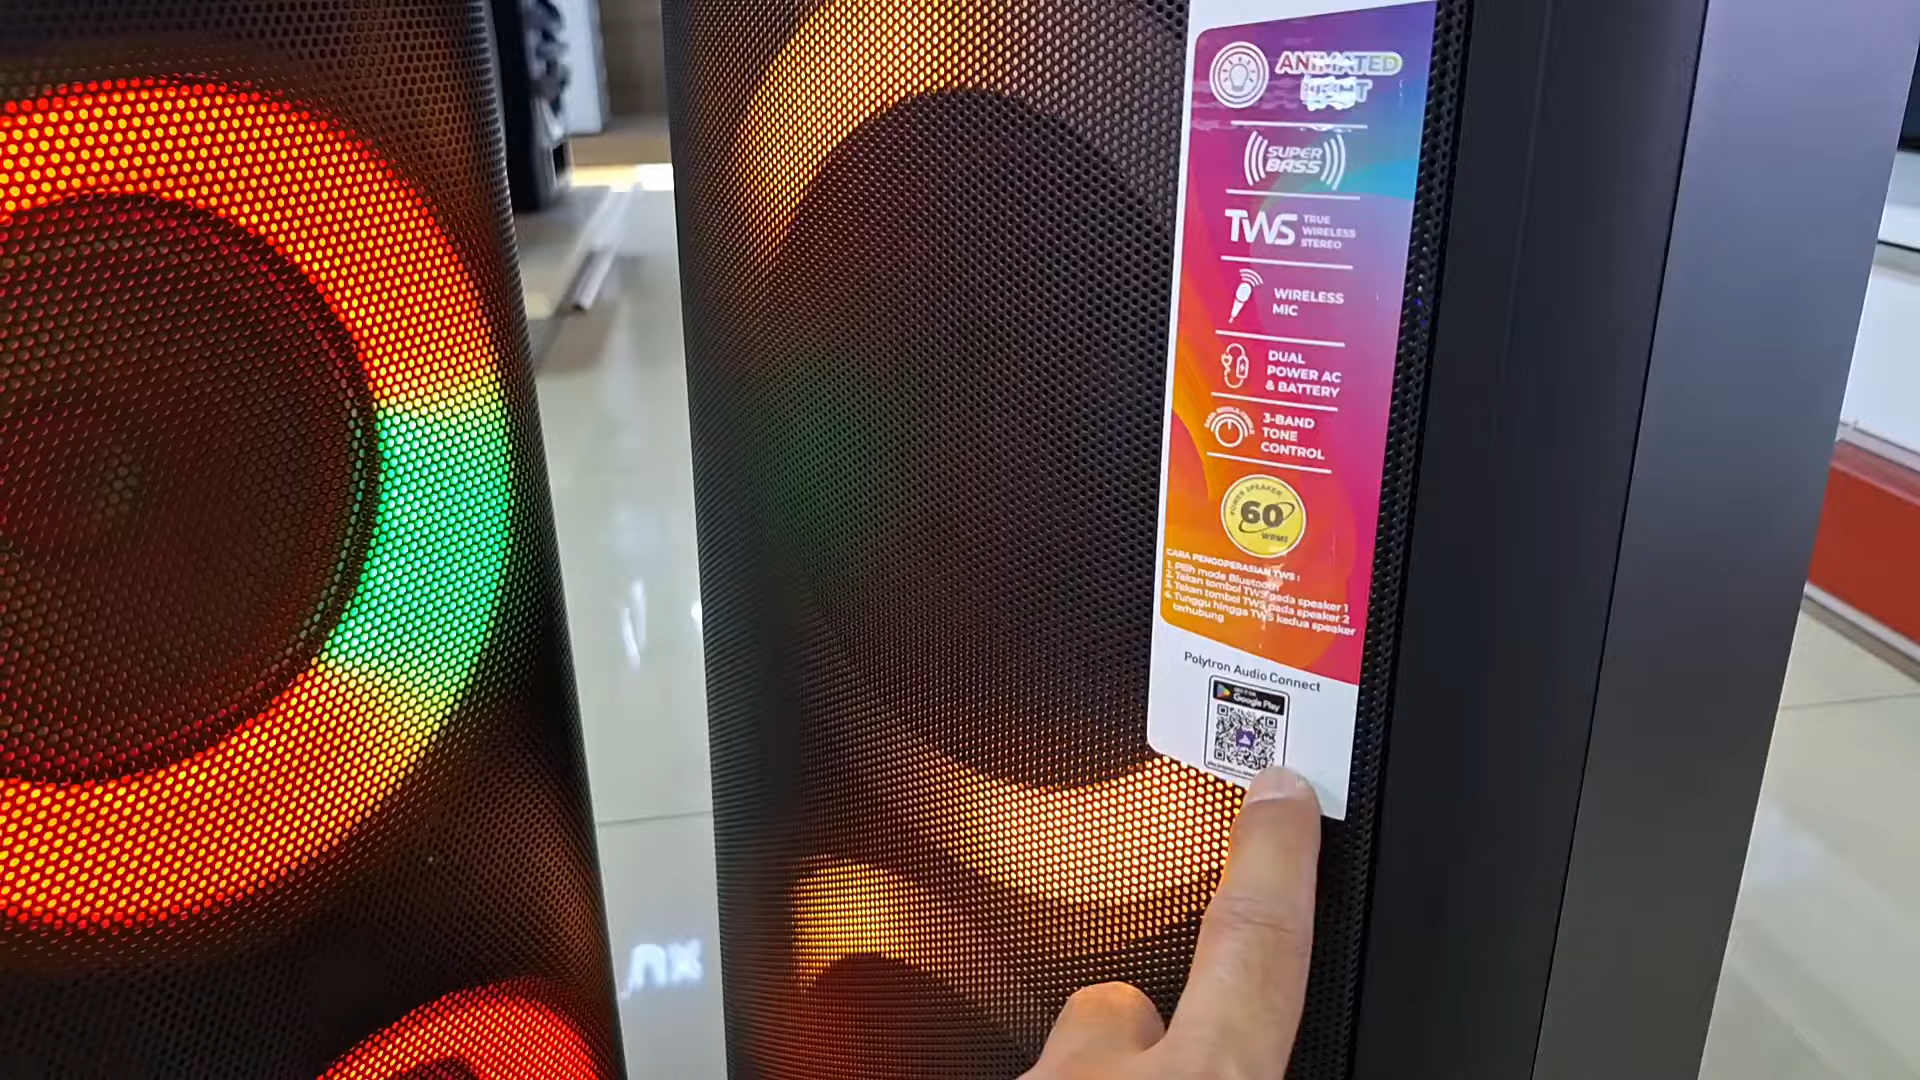 ANIMATED
LIGHT
SUPER
BASS
TWS
TRUE
WIRELESS
STEREO
WIRELESS
MIC
DUAL
POWER AC
& BATTERY
3-BAND
TONE
CONTROL
POWER SPEAKER
60
WRMS
CARA PENGOPERASIAN TWS :
1. Pilih mode Bluetooth
2. Tekan tombol TWS pada speaker 1
3. Tekan tombol TWS pada speaker 2
4. Tunggu hingga TWS kedua speaker
terhubung
Polytron Audio Connect
Google Play